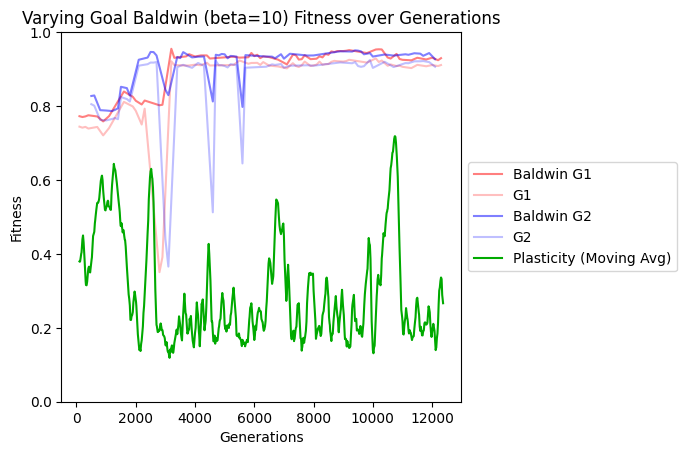 Varying Goal Baldwin (beta=10) Fitness over Generations
1.0
0.8
0.6
0.4
0.2
0.0
Fitness
0 2000 4000 6000 8000 10000 12000
Generations
Baldwin G1
G1
Baldwin G2
G2
Plasticity (Moving Avg)